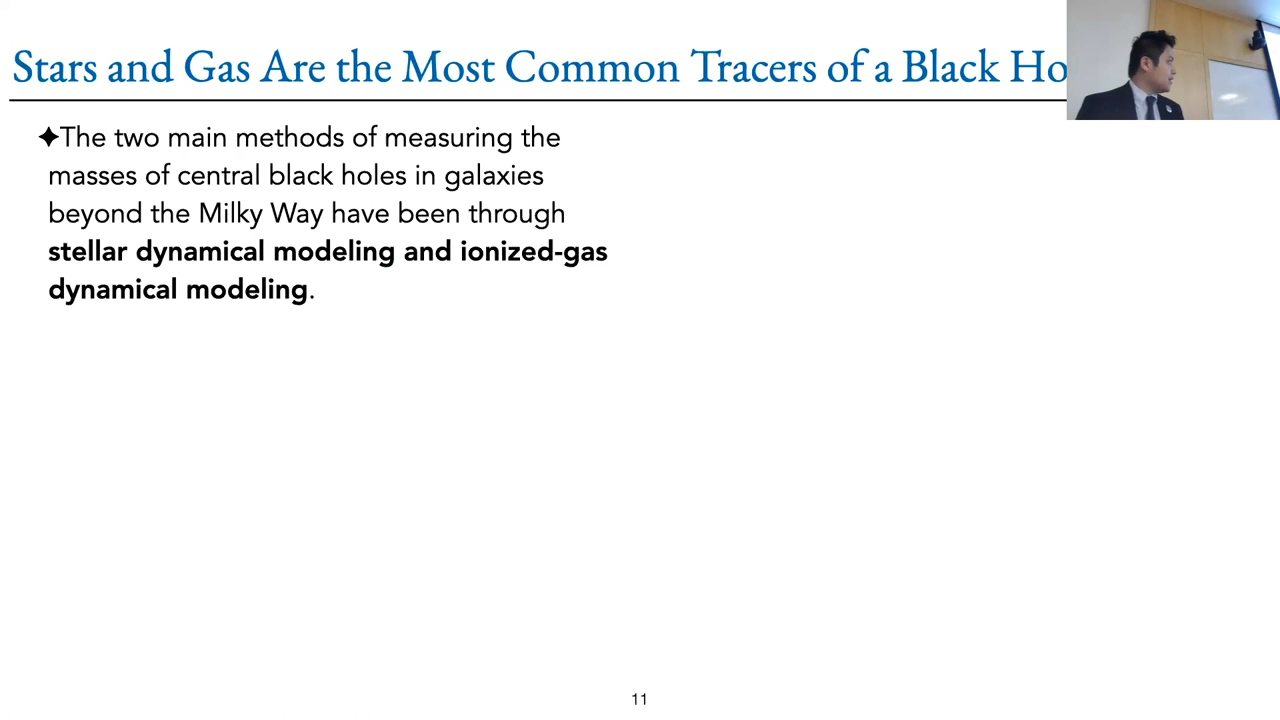 Stars and Gas Are the Most Common Tracers of a Black Ho
✦The two main methods of measuring the
masses of central black holes in galaxies
beyond the Milky Way have been through
stellar dynamical modeling and ionized-gas
dynamical modeling.
11